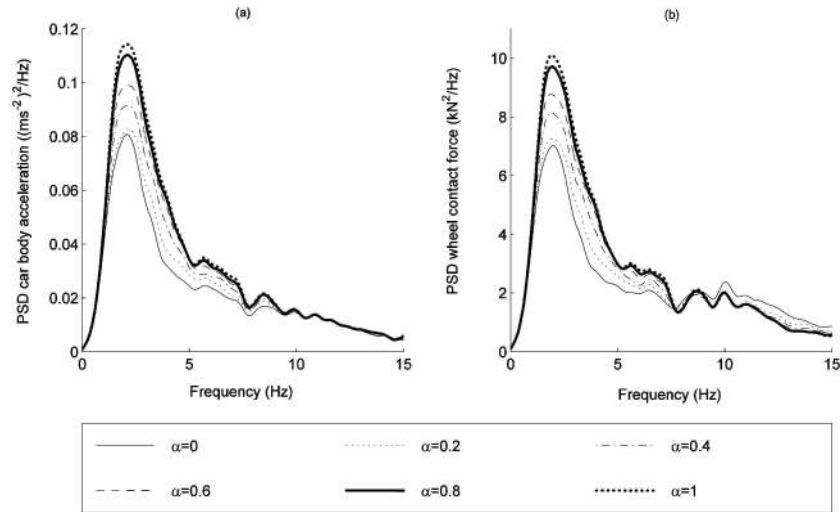 (a)
PSD car body acceleration ((ms⁻²)²/Hz)
0.12
0.1
0.08
0.06
0.04
0.02
0
0
5
10
15
Frequency (Hz)
(b)
PSD wheel contact force (kN²/Hz)
10
8
6
4
2
0
0
5
10
15
Frequency (Hz)
α=0
α=0.2
α=0.4
α=0.6
α=0.8
α=1